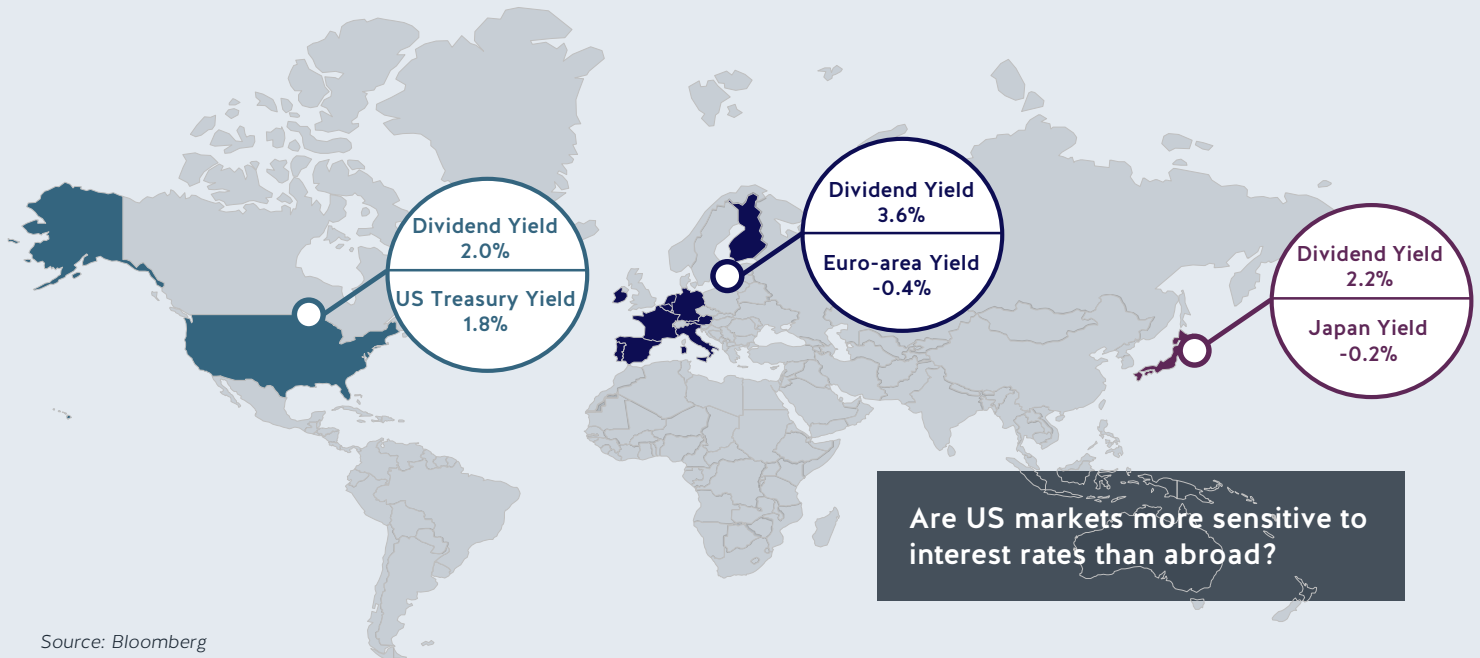 Dividend Yield
2.0%
US Treasury Yield
1.8%
Dividend Yield
3.6%
Euro-area Yield
-0.4%
Dividend Yield
2.2%
Japan Yield
-0.2%
Are US markets more sensitive to
interest rates than abroad?
Source: Bloomberg